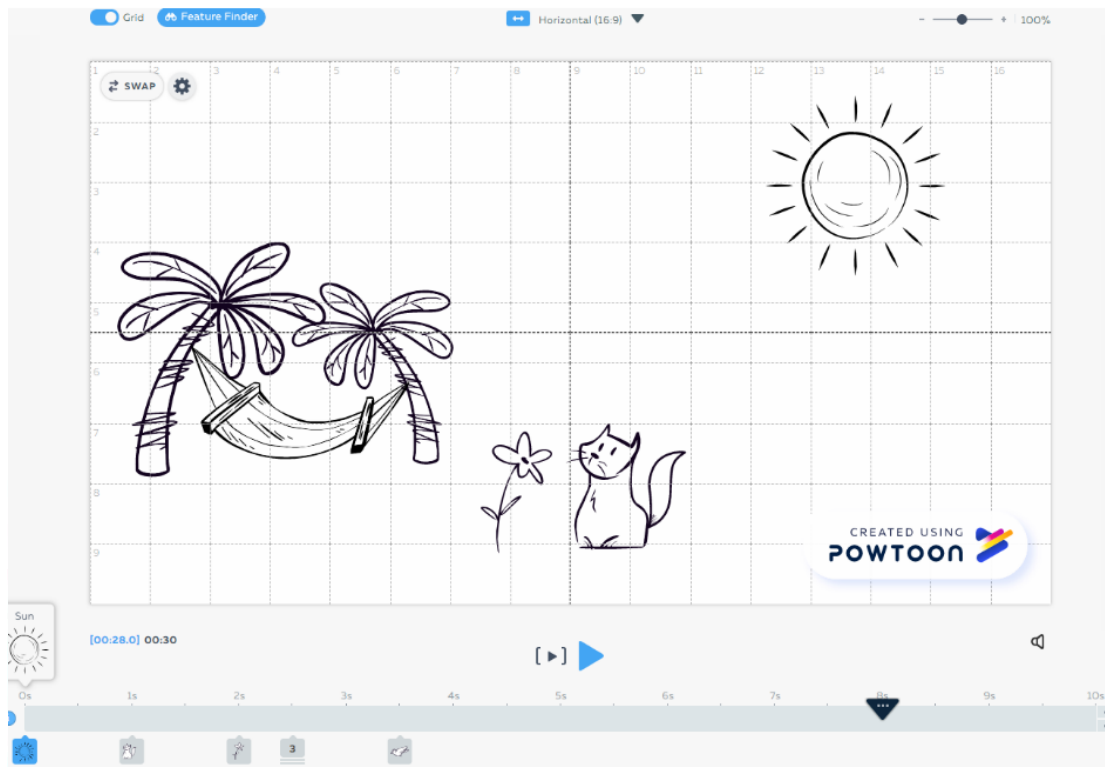 Grid Feature Finder Horizontal (16:9) - + 100%
1 2 3 4 5 6 7 8 9 10 11 12 13 14 15 16
SWAP
2
3
4
5
6
7
8
9
CREATED USING
POWTOON
Sun
[00:28.0] 00:30
0s 1s 2s 3s 4s 5s 6s 7s 8s 9s 10s
3